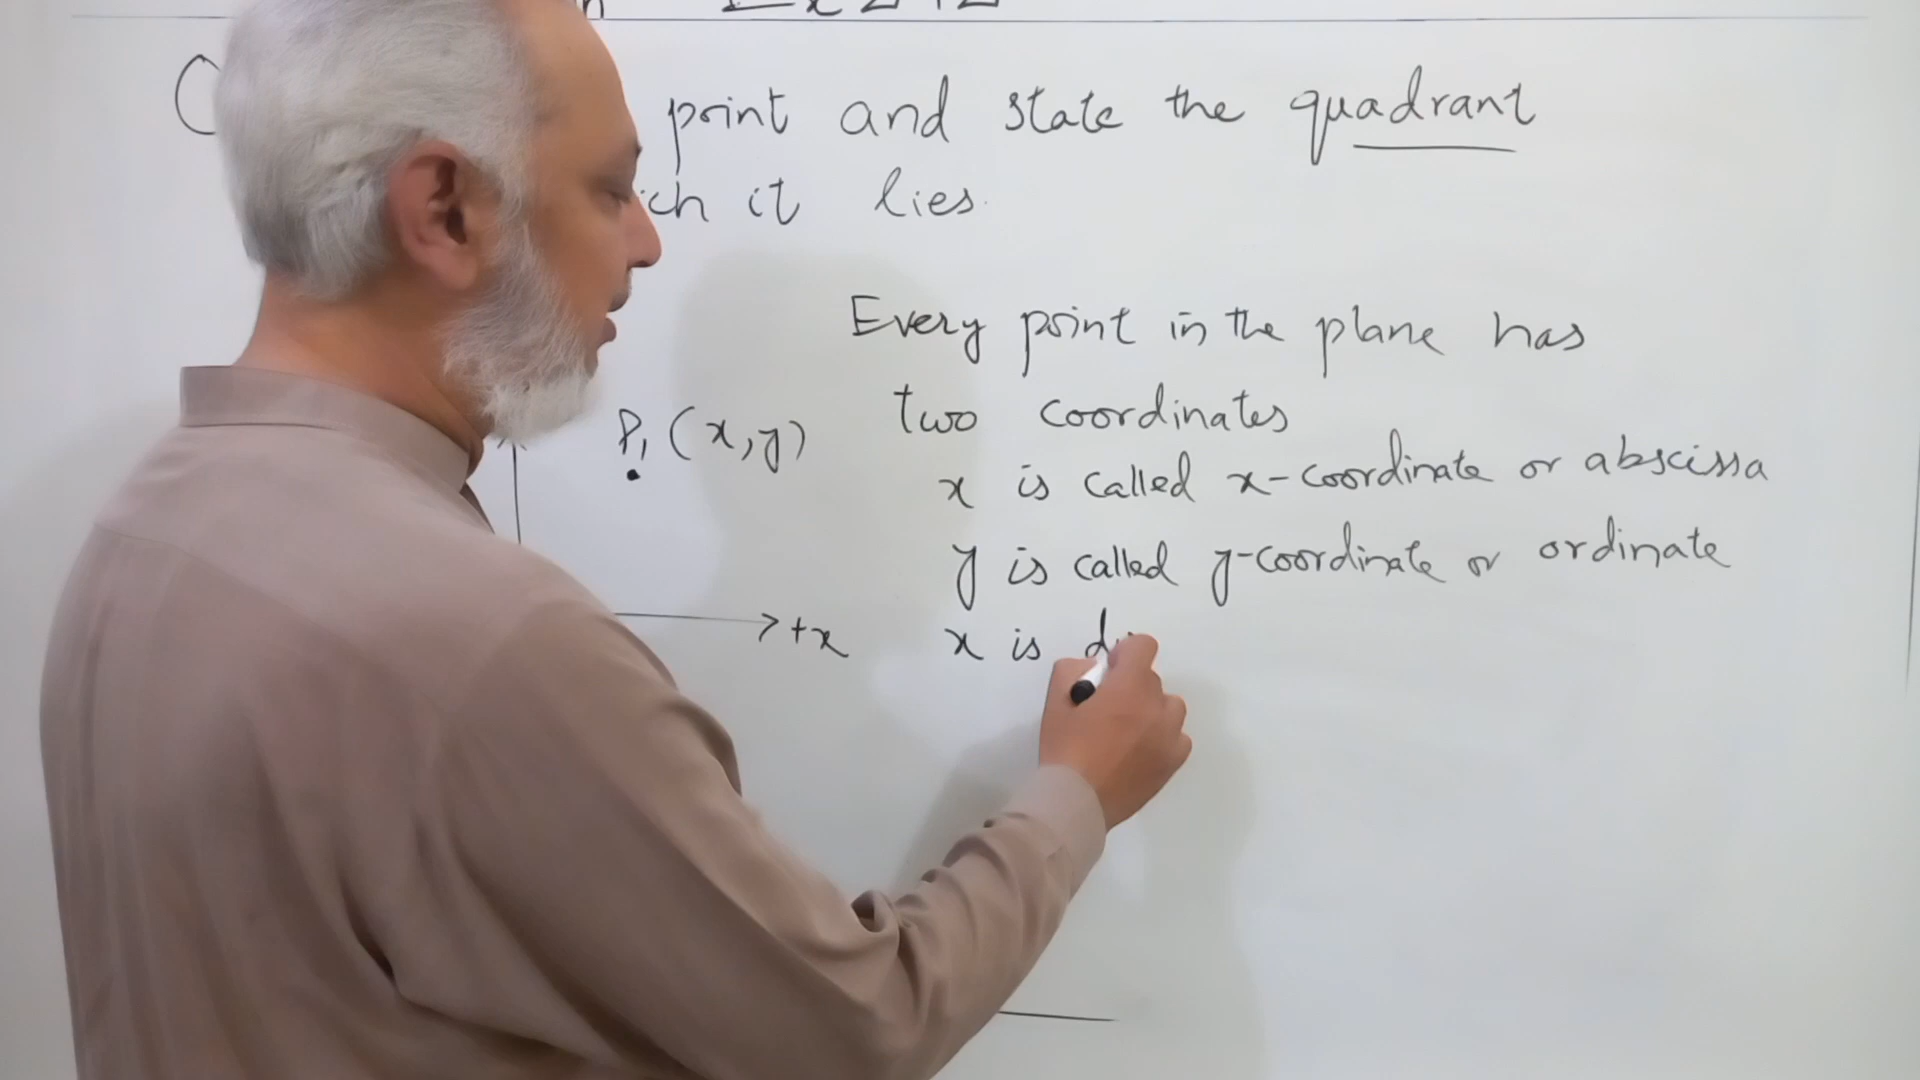 point and state the quadrant
it lies.
Every point in the plane has
P₁ (x, y)
two coordinates
x is called x-coordinate or abscissa
y is called y-coordinate or ordinate
+x
x is